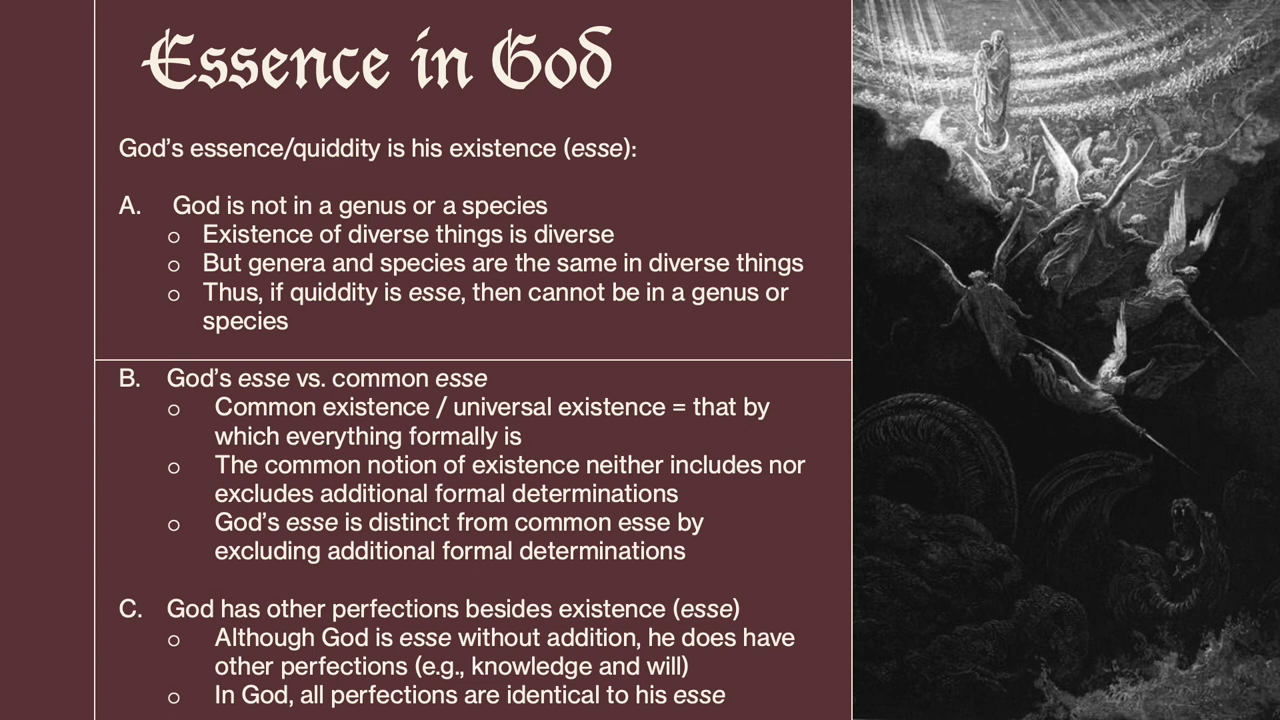 Essence in God
God’s essence/quiddity is his existence (esse):
A. God is not in a genus or a species
○ Existence of diverse things is diverse
○ But genera and species are the same in diverse things
○ Thus, if quiddity is esse, then cannot be in a genus or
species
B. God’s esse vs. common esse
○ Common existence / universal existence = that by
which everything formally is
○ The common notion of existence neither includes nor
excludes additional formal determinations
○ God’s esse is distinct from common esse by
excluding additional formal determinations
C. God has other perfections besides existence (esse)
○ Although God is esse without addition, he does have
other perfections (e.g., knowledge and will)
○ In God, all perfections are identical to his esse